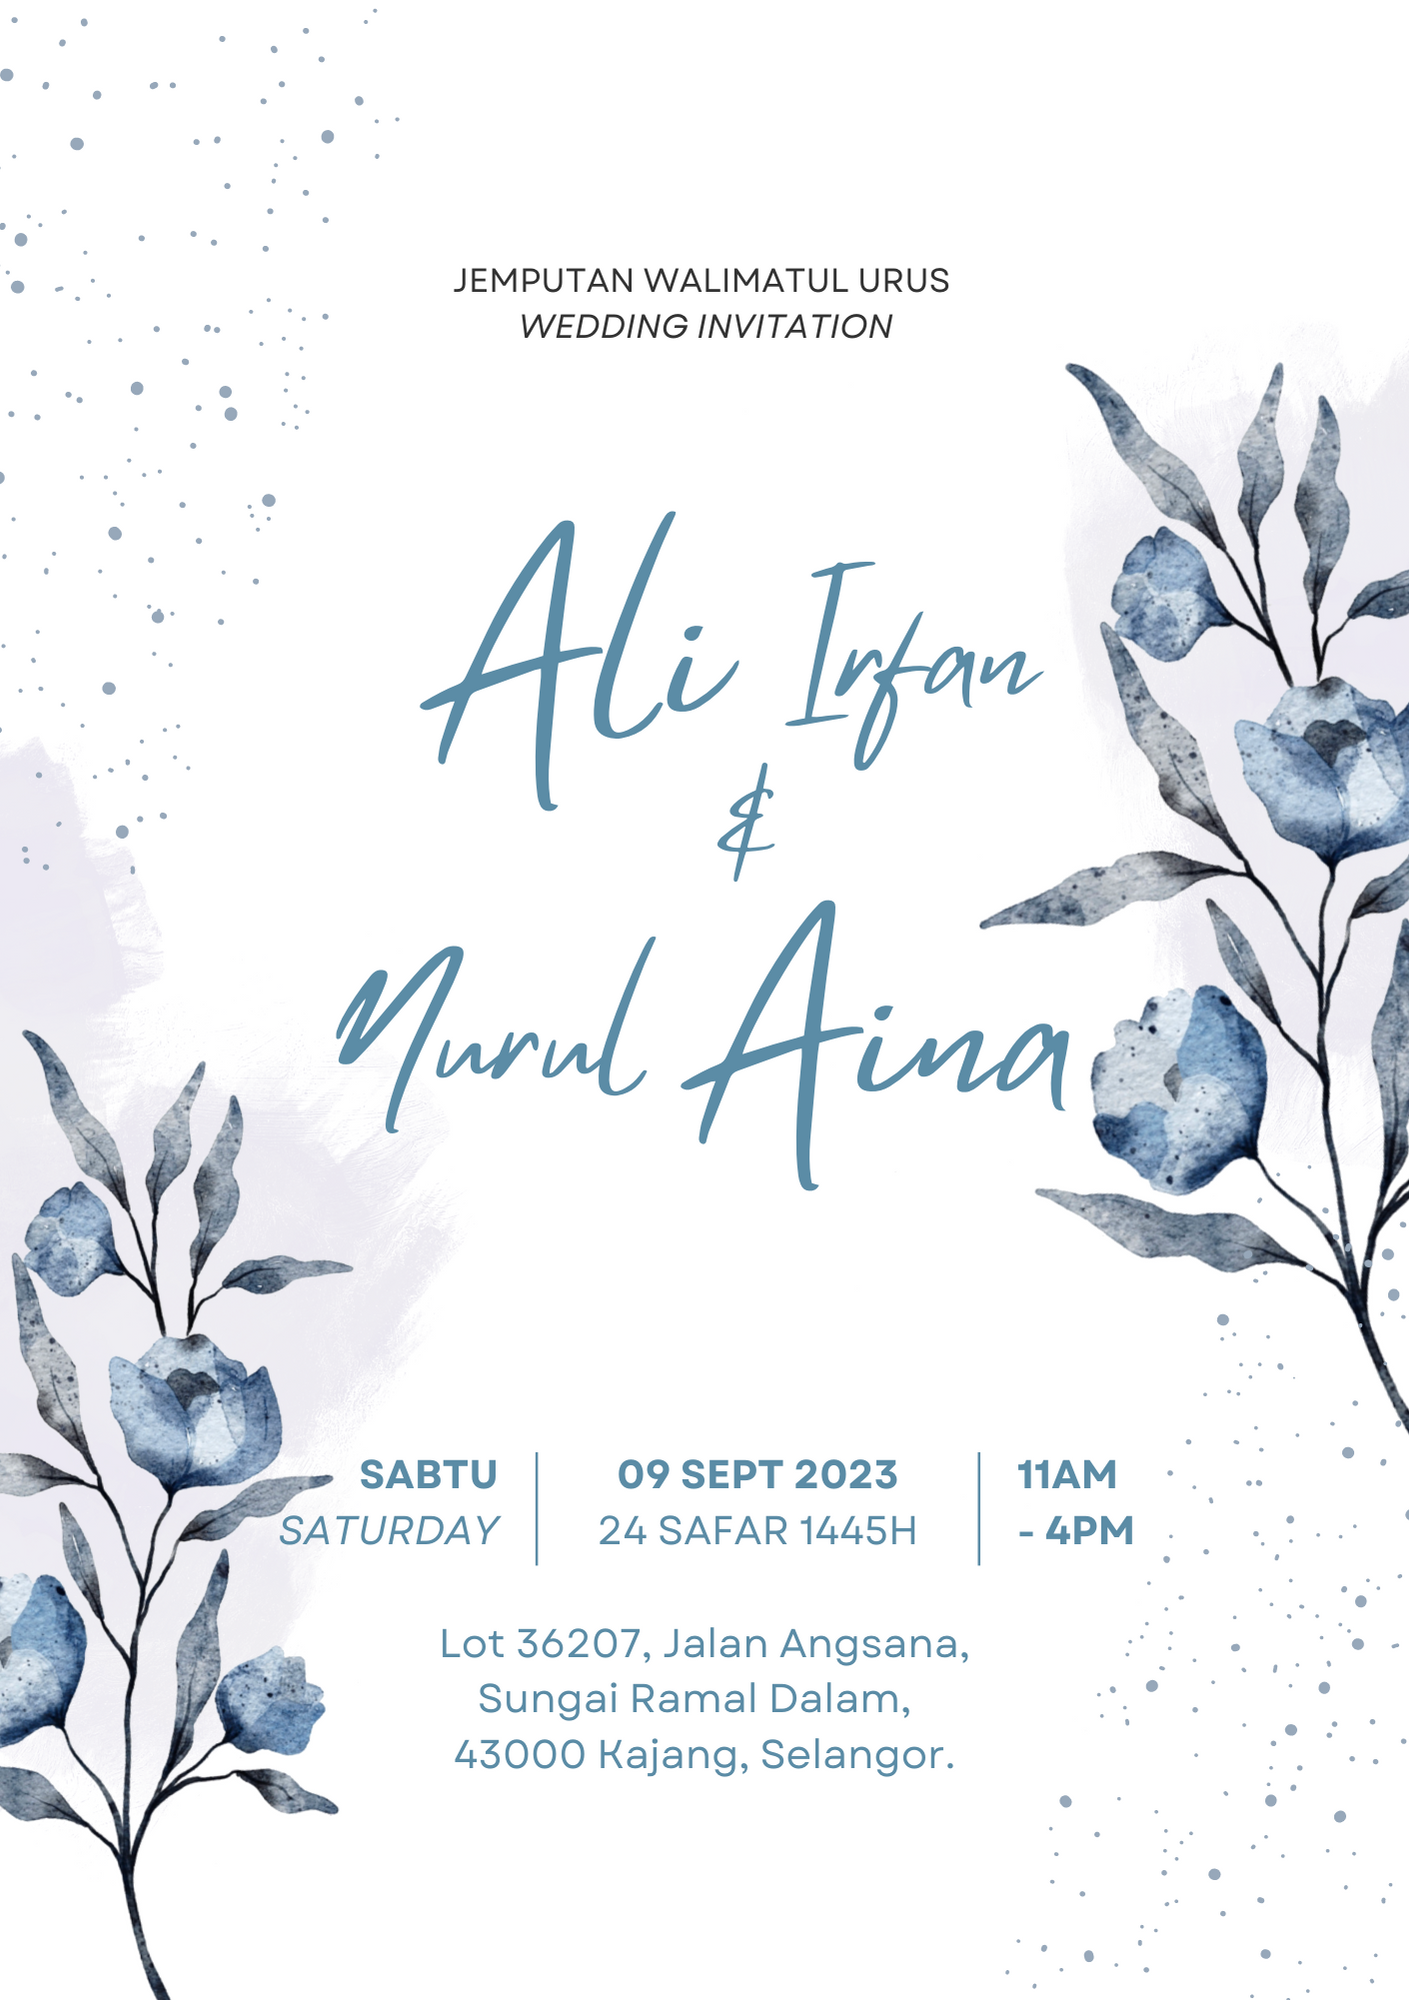 JEMPUTAN WALIMATUL URUS
WEDDING INVITATION
Ali Irfan
&
Nurul Aina
SABTU
SATURDAY
09 SEPT 2023
24 SAFAR 1445H
11AM
- 4PM
Lot 36207, Jalan Angsana,
Sungai Ramal Dalam,
43000 Kajang, Selangor.